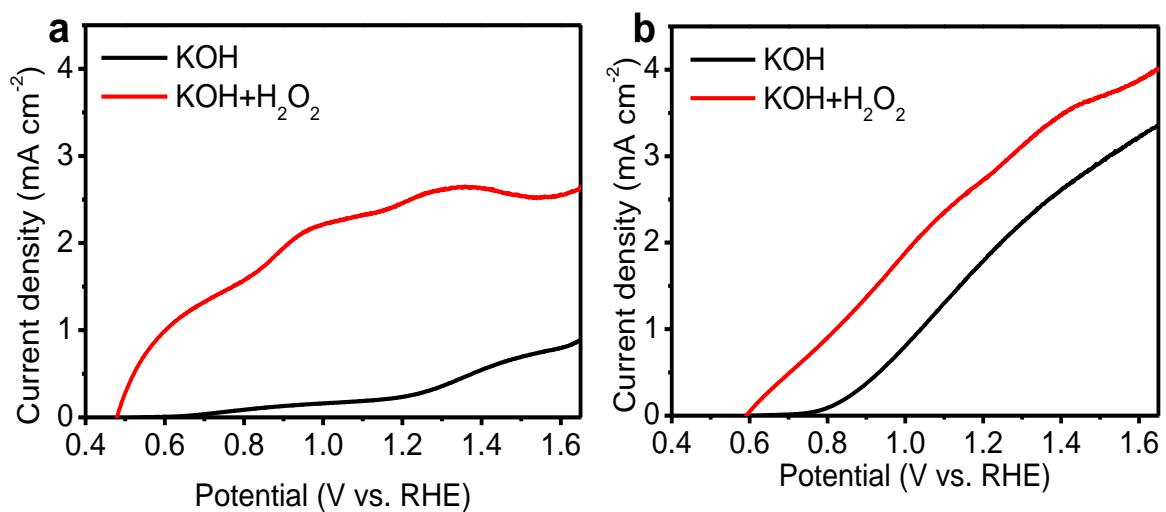 a
KOH
KOH+H₂O₂
Current density (mA cm⁻²)
4
3
2
1
0
0.4 0.6 0.8 1.0 1.2 1.4 1.6
Potential (V vs. RHE)
b
KOH
KOH+H₂O₂
Current density (mA cm⁻²)
4
3
2
1
0
0.4 0.6 0.8 1.0 1.2 1.4 1.6
Potential (V vs. RHE)